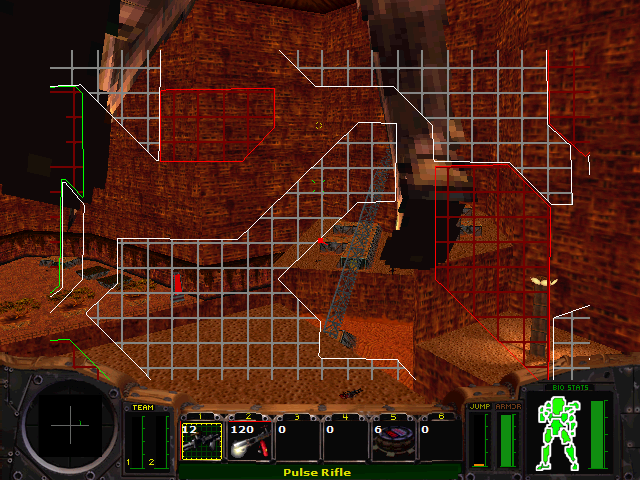 BIO STATS
TEAM
1 2 3 4 5 6
JUMP ARMOR
12 120 0 0 6 0
1 2
Pulse Rifle